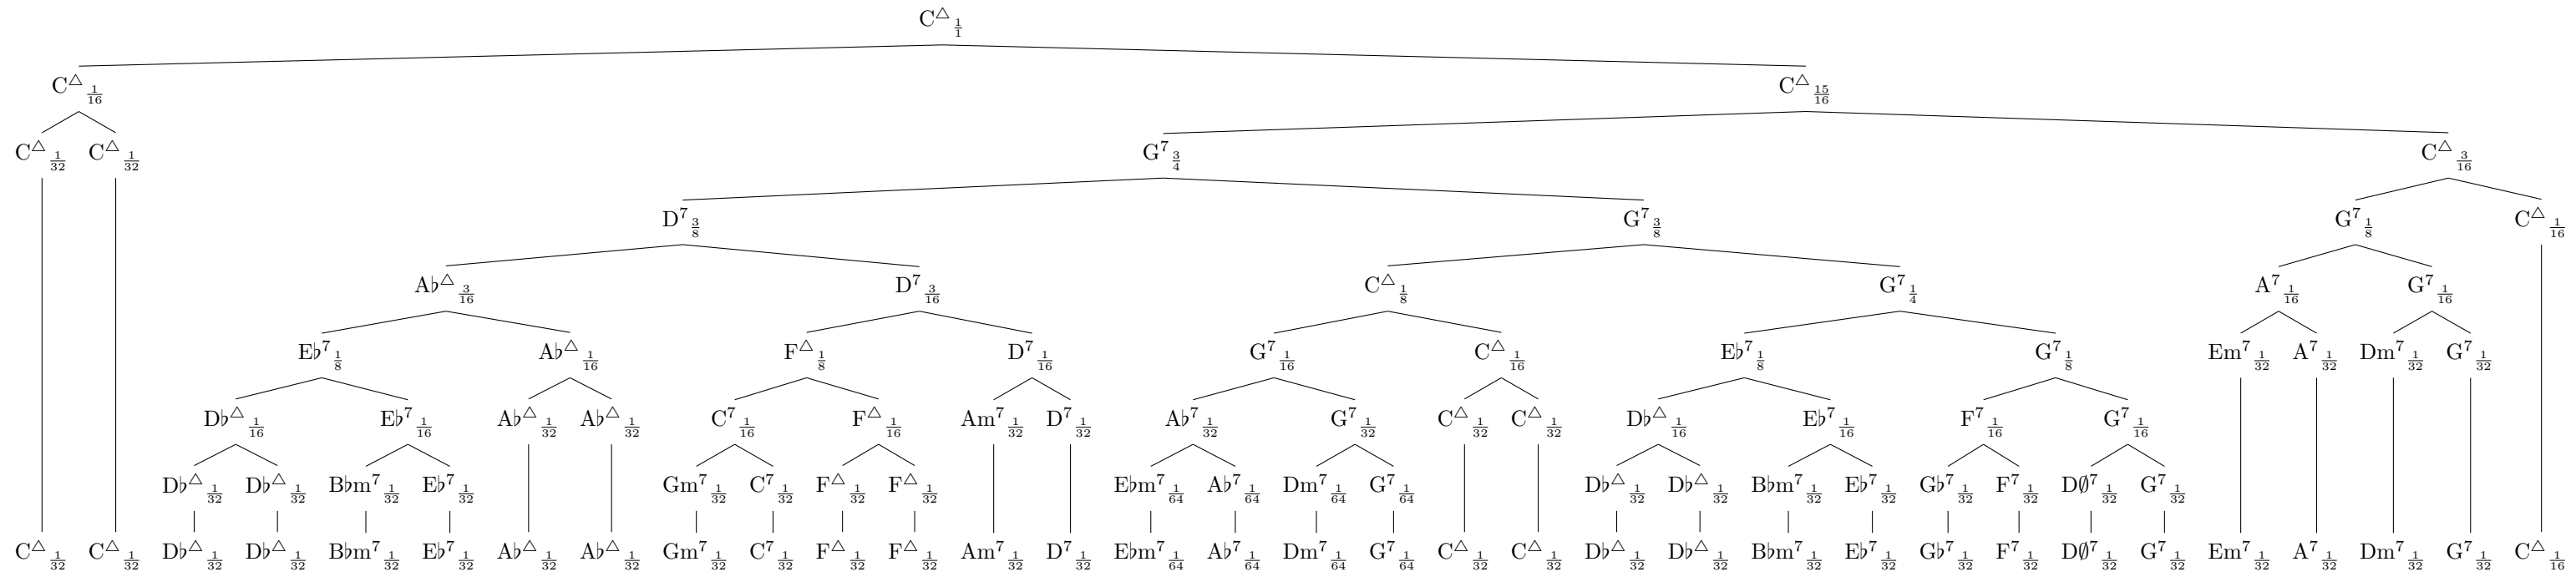 C△ 1/1
C△ 1/16 C△ 15/16
C△ 1/32 C△ 1/32 G7 3/4 C△ 3/16
D7 3/8 G7 3/8 G7 1/8 C△ 1/16
A♭△ 3/16 D7 3/16 C△ 1/8 G7 1/4 A7 1/16 G7 1/16
E♭7 1/8 A♭△ 1/16 F△ 1/8 D7 1/16 G7 1/16 C△ 1/16 E♭7 1/8 G7 1/8 Em7 1/32 A7 1/32 Dm7 1/32 G7 1/32
D♭△ 1/16 E♭7 1/16 A♭△ 1/32 A♭△ 1/32 C7 1/16 F△ 1/16 Am7 1/32 D7 1/32 A♭7 1/32 G7 1/32 C△ 1/32 C△ 1/32 D♭△ 1/16 E♭7 1/16 F7 1/16 G7 1/16
D♭△ 1/32 D♭△ 1/32 B♭m7 1/32 E♭7 1/32 Gm7 1/32 C7 1/32 F△ 1/32 F△ 1/32 E♭m7 1/64 A♭7 1/64 Dm7 1/64 G7 1/64 D♭△ 1/32 D♭△ 1/32 B♭m7 1/32 E♭7 1/32 G♭7 1/32 F7 1/32 D∅7 1/32 G7 1/32
C△ 1/32 C△ 1/32 D♭△ 1/32 D♭△ 1/32 B♭m7 1/32 E♭7 1/32 A♭△ 1/32 A♭△ 1/32 Gm7 1/32 C7 1/32 F△ 1/32 F△ 1/32 Am7 1/32 D7 1/32 E♭m7 1/64 A♭7 1/64 Dm7 1/64 G7 1/64 C△ 1/32 C△ 1/32 D♭△ 1/32 D♭△ 1/32 B♭m7 1/32 E♭7 1/32 G♭7 1/32 F7 1/32 D∅7 1/32 G7 1/32 Em7 1/32 A7 1/32 Dm7 1/32 G7 1/32 C△ 1/16